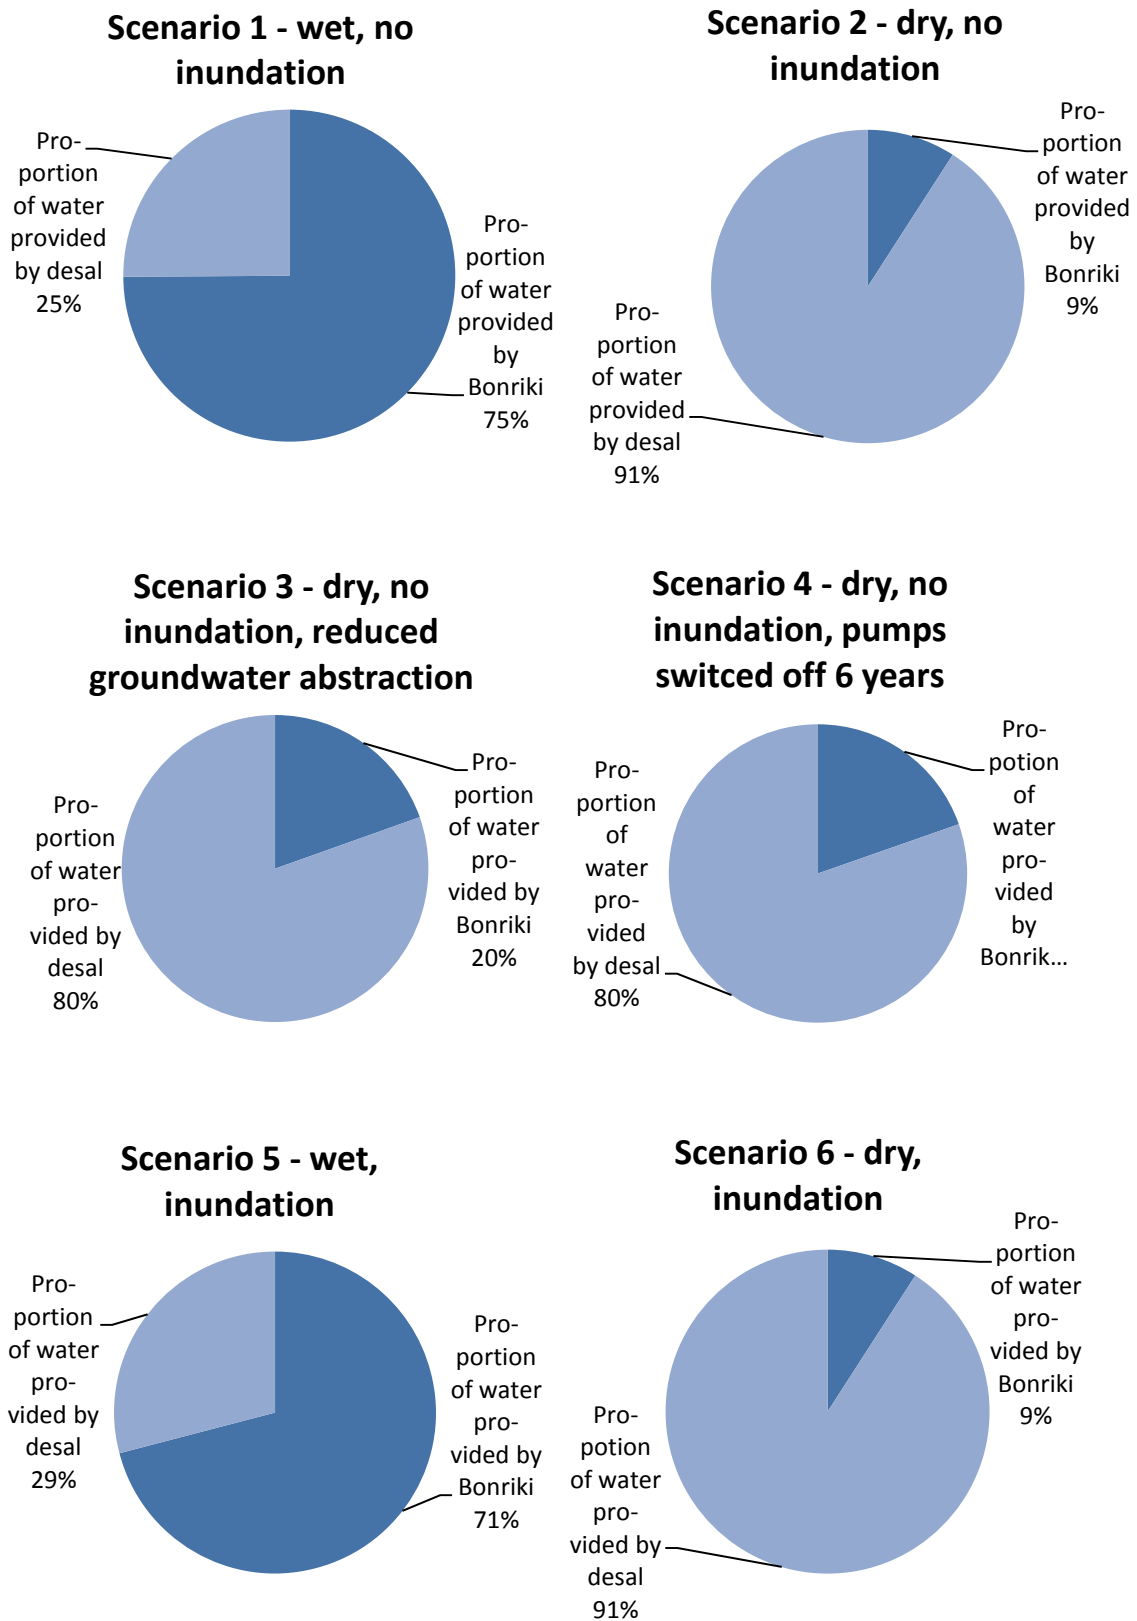 Scenario 1 - wet, no
inundation
Pro-
portion
of water
provided
by desal
25%
Pro-
portion
of water
provided
by
Bonriki
75%
Scenario 2 - dry, no
inundation
Pro-
portion
of water
provided
by
Bonriki
9%
Pro-
portion
of water
provided
by desal
91%
Scenario 3 - dry, no
inundation, reduced
groundwater abstraction
Pro-
portion
of water
pro-
vided by
Bonriki
20%
Pro-
portion
of water
pro-
vided by
desal
80%
Scenario 4 - dry, no
inundation, pumps
switced off 6 years
Pro-
potion
of
water
pro-
vided
by
Bonrik...
Pro-
portion
of
water
pro-
vided
by desal
80%
Scenario 5 - wet,
inundation
Pro-
portion
of water
pro-
vided by
desal
29%
Pro-
portion
of water
pro-
vided by
Bonriki
71%
Scenario 6 - dry,
inundation
Pro-
portion
of water
pro-
vided by
Bonriki
9%
Pro-
potion
of water
pro-
vided by
desal
91%